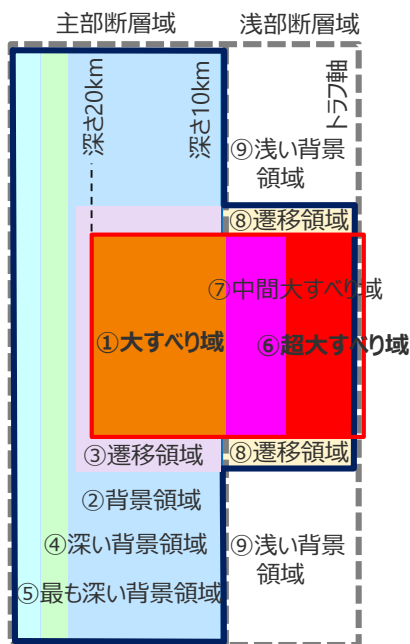 主部断層域
浅部断層域
深さ20km
深さ10km
トラフ軸
⑨浅い背景
領域
⑧遷移領域
⑦中間大すべり域
①大すべり域
⑥超大すべり域
③遷移領域
⑧遷移領域
②背景領域
④深い背景領域
⑨浅い背景
領域
⑤最も深い背景領域